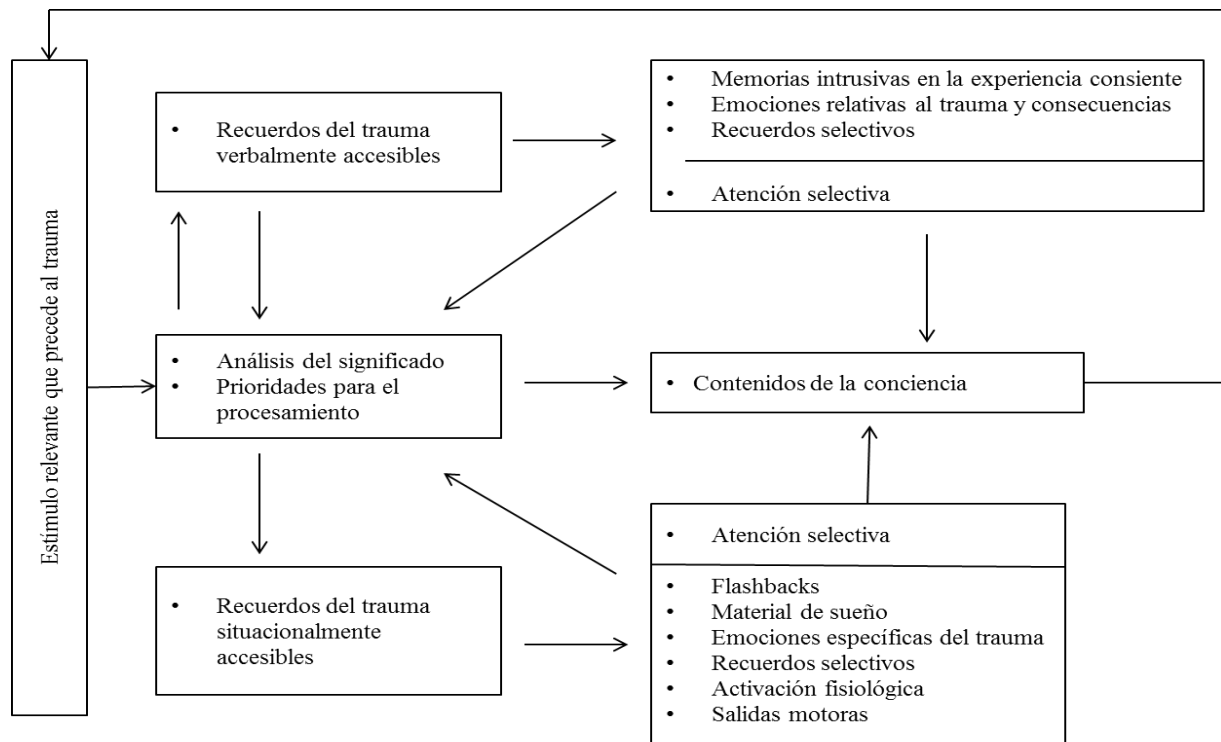 Estímulo relevante que precede al trauma
• Recuerdos del trauma
verbalmente accesibles
• Análisis del significado
• Prioridades para el
procesamiento
• Recuerdos del trauma
situacionalmente
accesibles
• Memorias intrusivas en la experiencia consiente
• Emociones relativas al trauma y consecuencias
• Recuerdos selectivos
• Atención selectiva
• Contenidos de la conciencia
• Atención selectiva
• Flashbacks
• Material de sueño
• Emociones específicas del trauma
• Recuerdos selectivos
• Activación fisiológica
• Salidas motoras